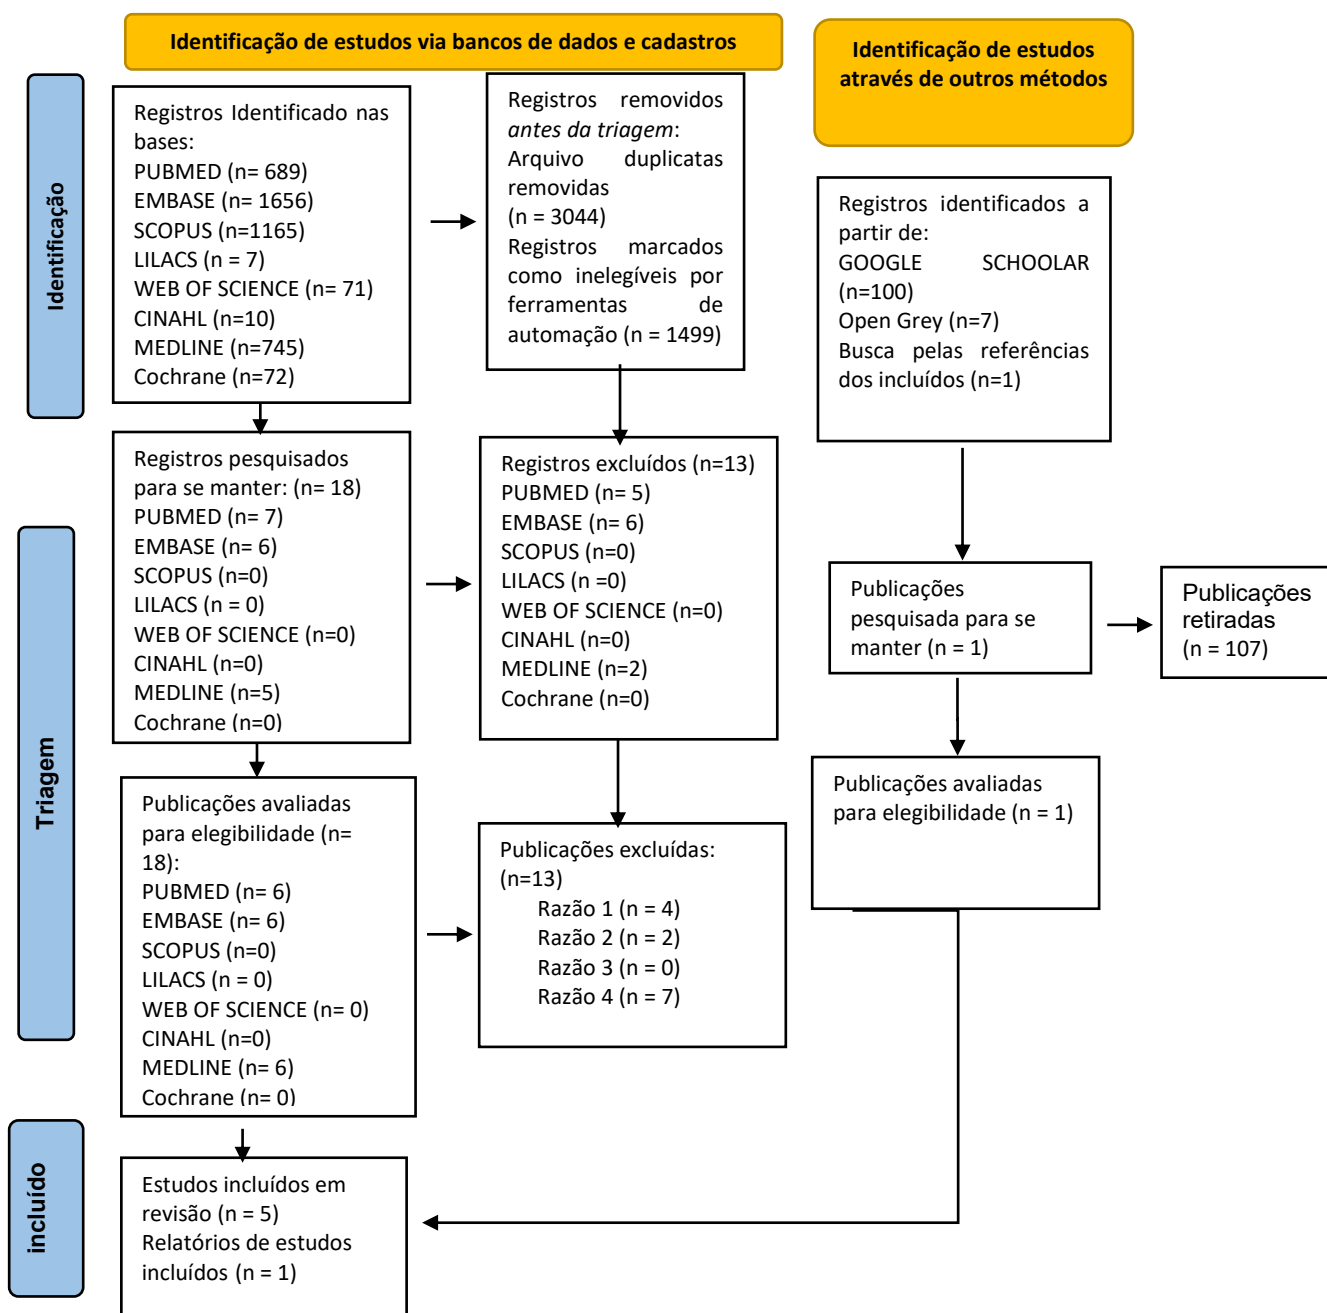 Identificação de estudos via bancos de dados e cadastros
Identificação de estudos
através de outros métodos
Identificação
Registros Identificado nas
bases:
PUBMED (n= 689)
EMBASE (n= 1656)
SCOPUS (n=1165)
LILACS (n = 7)
WEB OF SCIENCE (n= 71)
CINAHL (n=10)
MEDLINE (n=745)
Cochrane (n=72)
Registros removidos
antes da triagem:
Arquivo duplicatas
removidas
(n = 3044)
Registros marcados
como inelegíveis por
ferramentas de
automação (n = 1499)
Registros identificados a
partir de:
GOOGLE SCHOOLAR
(n=100)
Open Grey (n=7)
Busca pelas referências
dos incluídos (n=1)
Triagem
Registros pesquisados
para se manter: (n= 18)
PUBMED (n= 7)
EMBASE (n= 6)
SCOPUS (n=0)
LILACS (n = 0)
WEB OF SCIENCE (n=0)
CINAHL (n=0)
MEDLINE (n=5)
Cochrane (n=0)
Registros excluídos (n=13)
PUBMED (n= 5)
EMBASE (n= 6)
SCOPUS (n=0)
LILACS (n =0)
WEB OF SCIENCE (n=0)
CINAHL (n=0)
MEDLINE (n=2)
Cochrane (n=0)
Publicações
pesquisada para se
manter (n = 1)
Publicações
retiradas
(n = 107)
Publicações avaliadas
para elegibilidade (n=
18):
PUBMED (n= 6)
EMBASE (n= 6)
SCOPUS (n=0)
LILACS (n = 0)
WEB OF SCIENCE (n= 0)
CINAHL (n=0)
MEDLINE (n= 6)
Cochrane (n= 0)
Publicações excluídas:
(n=13)
Razão 1 (n = 4)
Razão 2 (n = 2)
Razão 3 (n = 0)
Razão 4 (n = 7)
Publicações avaliadas
para elegibilidade (n = 1)
incluído
Estudos incluídos em
revisão (n = 5)
Relatórios de estudos
incluídos (n = 1)